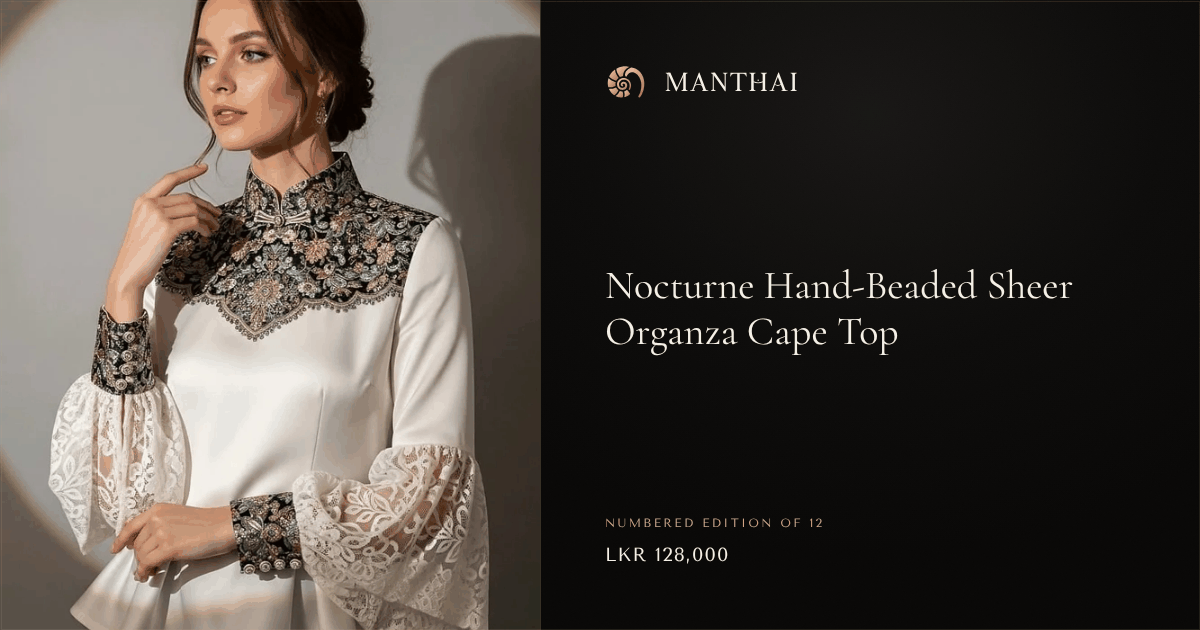 MANTHAI
Nocturne Hand-Beaded Sheer
Organza Cape Top
NUMBERED EDITION OF 12
LKR 128,000